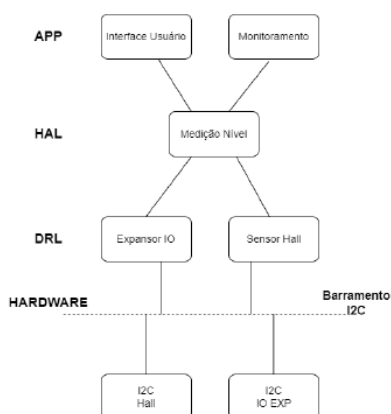 APP
Interface Usuário
Monitoramento
HAL
Medição Nível
DRL
Expansor IO
Sensor Hall
HARDWARE
Barramento
I2C
I2C
Hall
I2C
IO EXP